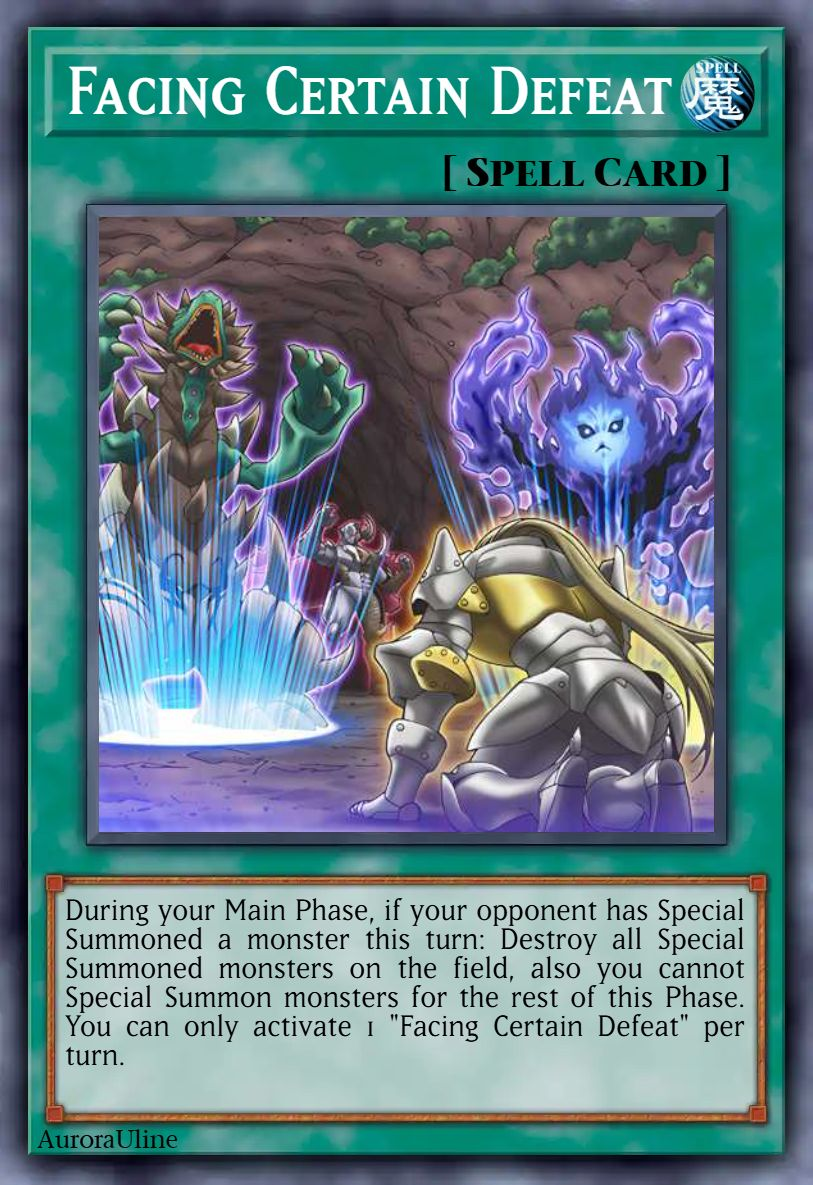 Facing Certain Defeat
SPELL
魔
[ Spell Card ]
During your Main Phase, if your opponent has Special
Summoned a monster this turn: Destroy all Special
Summoned monsters on the field, also you cannot
Special Summon monsters for the rest of this Phase.
You can only activate 1 "Facing Certain Defeat" per
turn.
AuroraUline